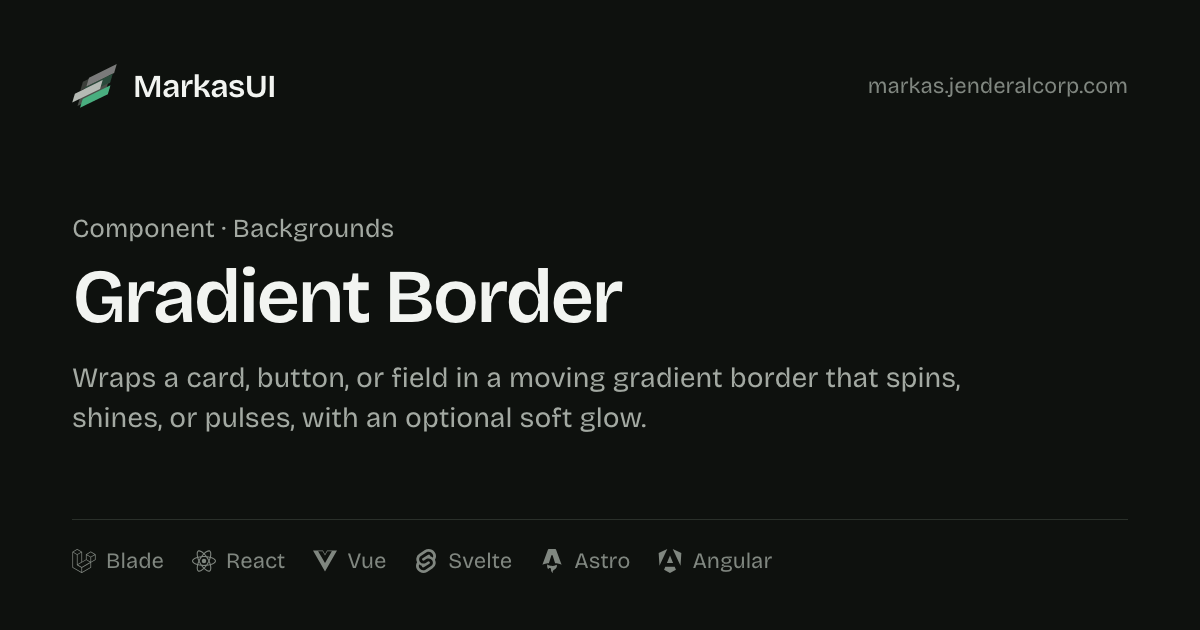 MarkasUI
markas.jenderalcorp.com
Component · Backgrounds
Gradient Border
Wraps a card, button, or field in a moving gradient border that spins,
shines, or pulses, with an optional soft glow.
Blade React Vue Svelte Astro Angular